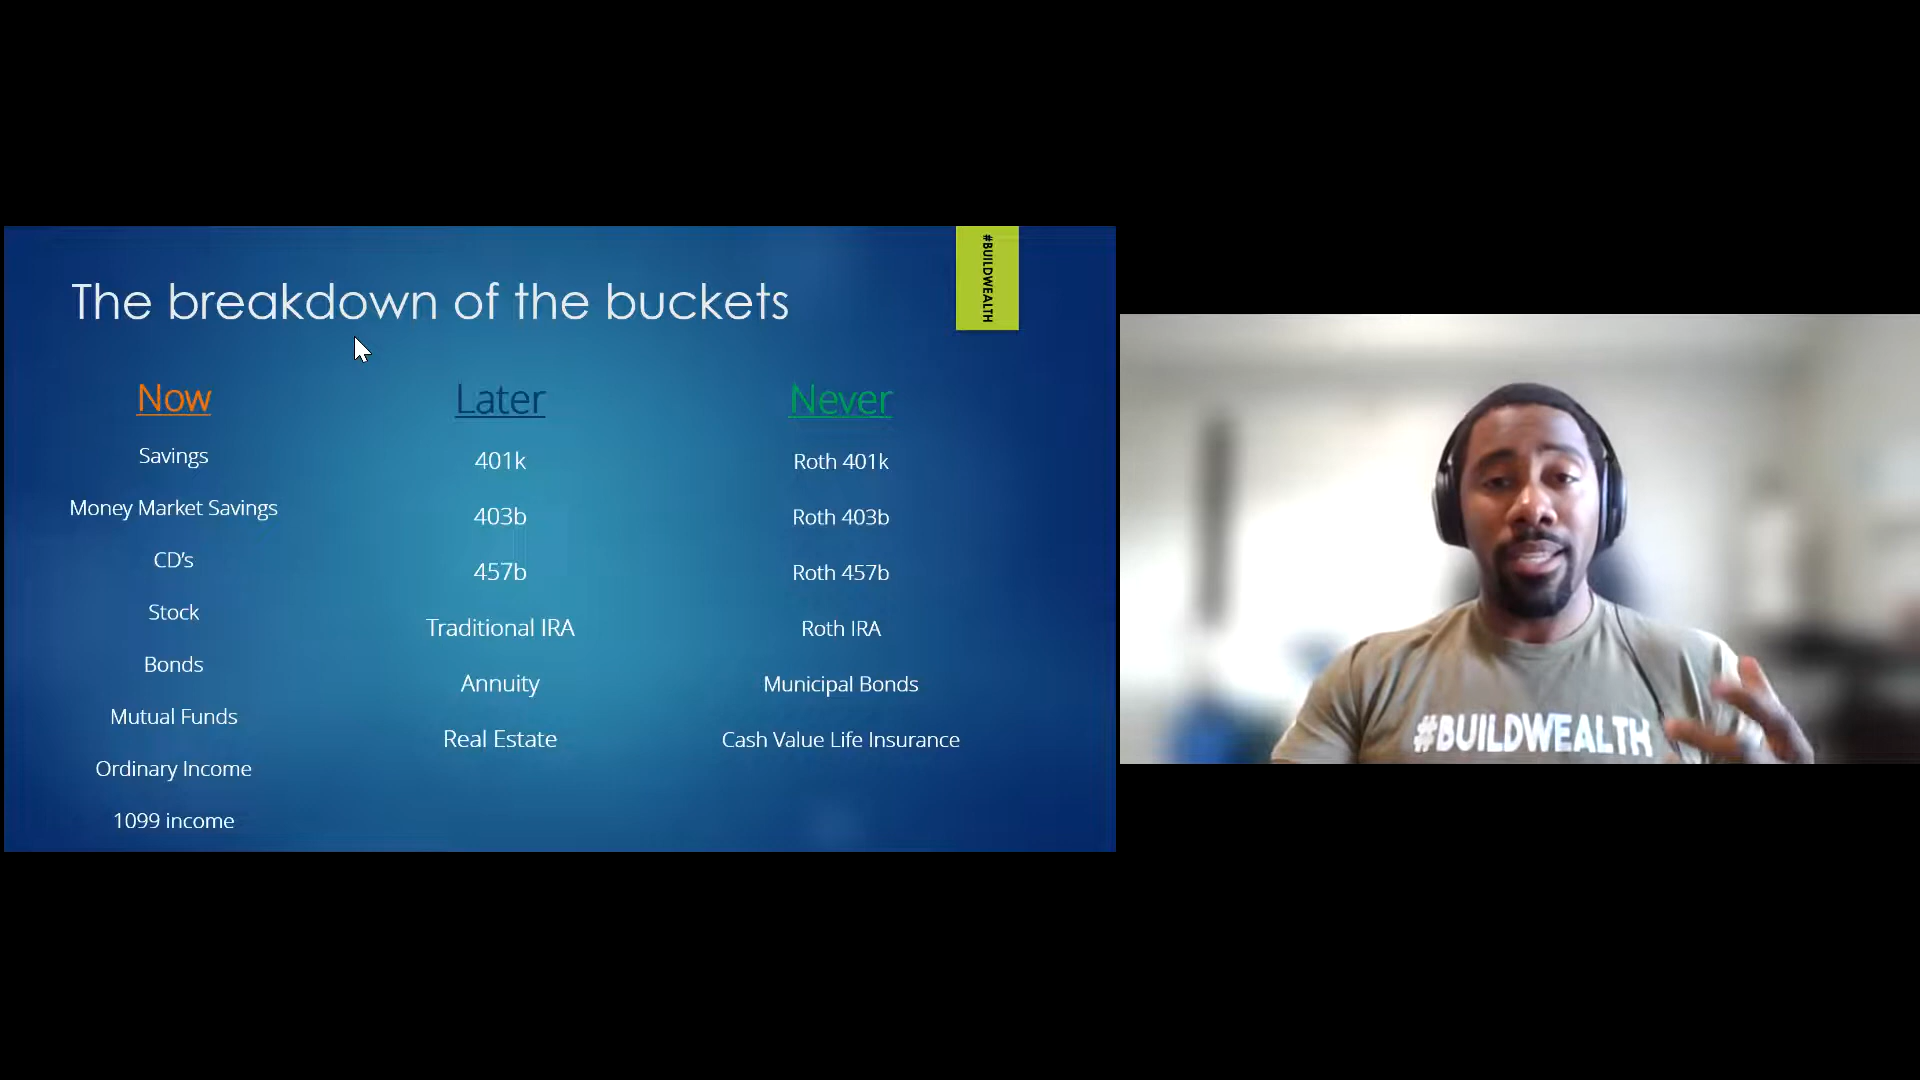 #BUILDWEALTH
The breakdown of the buckets
Now
Savings
Money Market Savings
CD’s
Stock
Bonds
Mutual Funds
Ordinary Income
1099 income
Later
401k
403b
457b
Traditional IRA
Annuity
Real Estate
Never
Roth 401k
Roth 403b
Roth 457b
Roth IRA
Municipal Bonds
Cash Value Life Insurance
#BUILDWEALTH